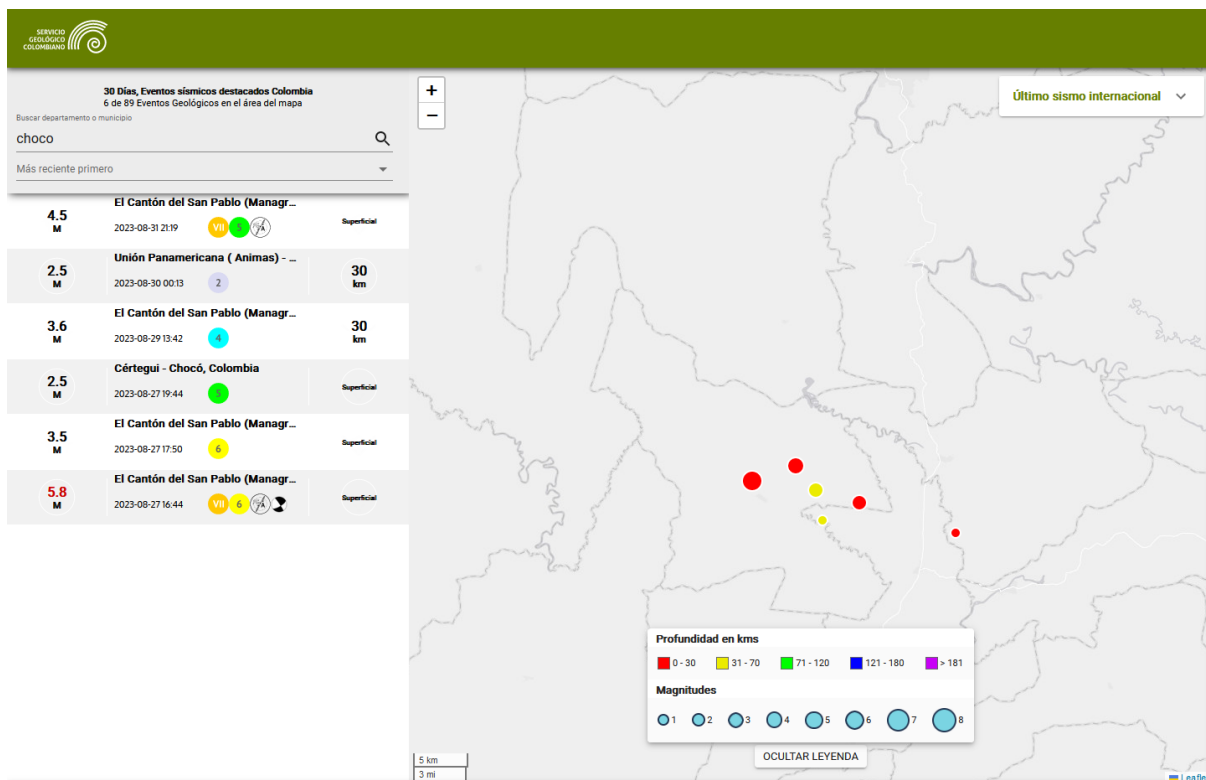 SERVICIO
GEOLÓGICO
COLOMBIANO
30 Días, Eventos sísmicos destacados Colombia
6 de 89 Eventos Geológicos en el área del mapa
Buscar departamento o municipio
choco
Más reciente primero
4.5
M
El Cantón del San Pablo (Managr...
2023-08-31 21:19
VII
5
A
Superficial
2.5
M
Unión Panamericana ( Animas) - ...
2023-08-30 00:13
2
30
km
3.6
M
El Cantón del San Pablo (Managr...
2023-08-29 13:42
4
30
km
2.5
M
Cértegui - Chocó, Colombia
2023-08-27 19:44
5
Superficial
3.5
M
El Cantón del San Pablo (Managr...
2023-08-27 17:50
6
Superficial
5.8
M
El Cantón del San Pablo (Managr...
2023-08-27 16:44
VII
6
A
Superficial
+
−
Último sismo internacional
Profundidad en kms
0 - 30
31 - 70
71 - 120
121 - 180
> 181
Magnitudes
1
2
3
4
5
6
7
8
OCULTAR LEYENDA
5 km
3 mi
Leafle